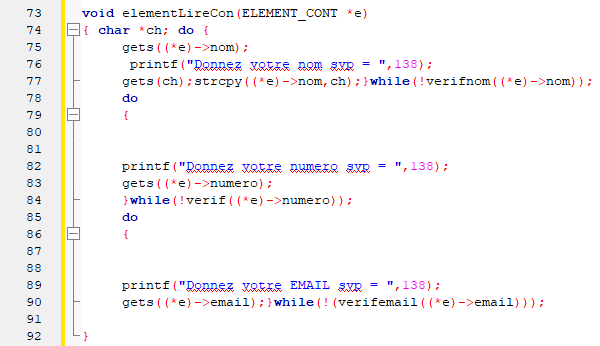 73 void elementLireCon(ELEMENT_CONT *e)
74 { char *ch; do {
75 gets((*e)->nom);
76 printf("Donnez votre nom svp = ",138);
77 gets(ch);strcpy((*e)->nom,ch);}while(!verifnom((*e)->nom));
78 do
79 {
80
81
82 printf("Donnez votre numero svp = ",138);
83 gets((*e)->numero);
84 }while(!verif((*e)->numero));
85 do
86 {
87
88
89 printf("Donnez votre EMAIL svp = ",138);
90 gets((*e)->email);}while(!(verifemail((*e)->email)));
91
92 }